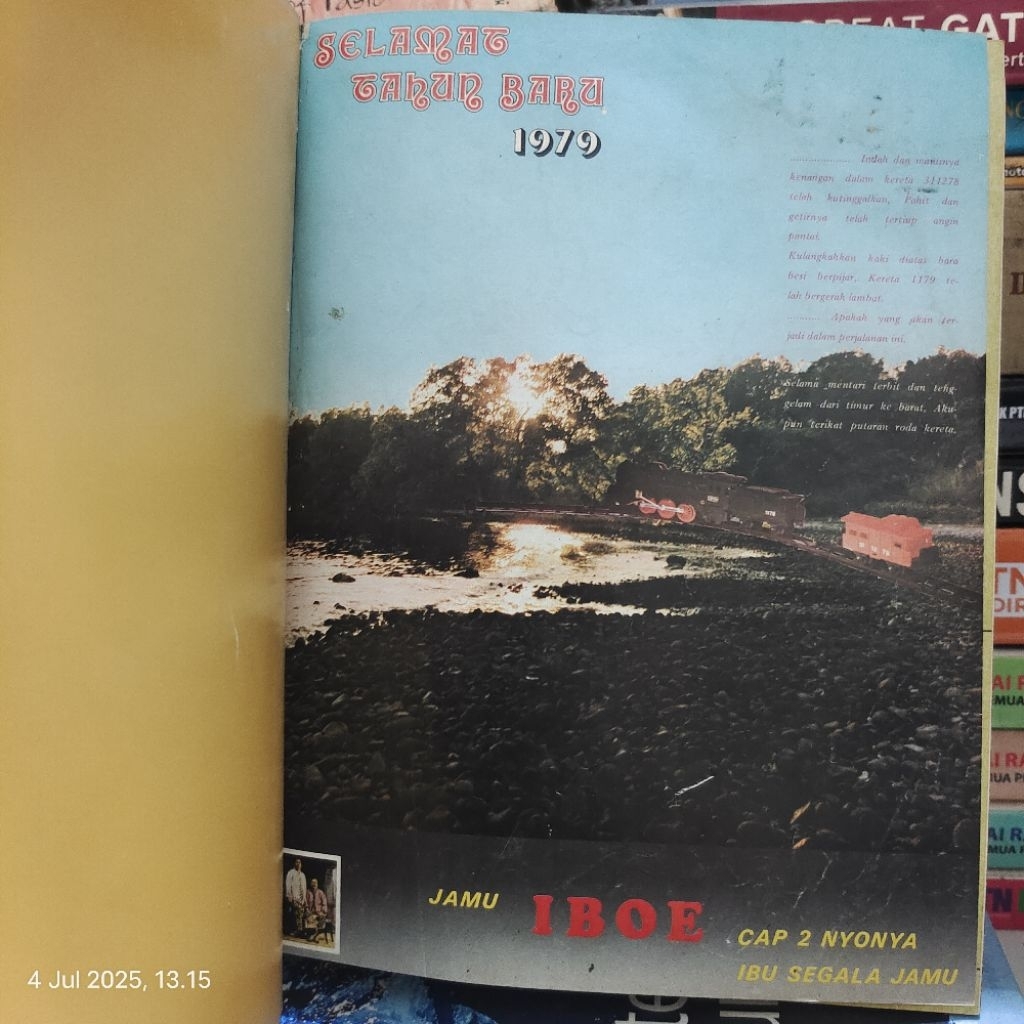 SELAMAT
TAHUN BARU
1979
.................. Indah dan manisnya
kenangan dalam kereta 311278
telah kutinggalkan, Pahit dan
getirnya telah tertiup angin
pantai.
Kulangkahkan kaki diatas bara
besi berpijar, Kereta 1179 te-
lah bergerak lambat.
........... Apakah yang akan ter-
jadi dalam perjalanan ini.
Selama mentari terbit dan teng-
gelam dari timur ke barat, Aku-
pun terikat putaran roda kereta.
JAMU IBOE
CAP 2 NYONYA
IBU SEGALA JAMU
4 Jul 2025, 13.15
GREAT GAT